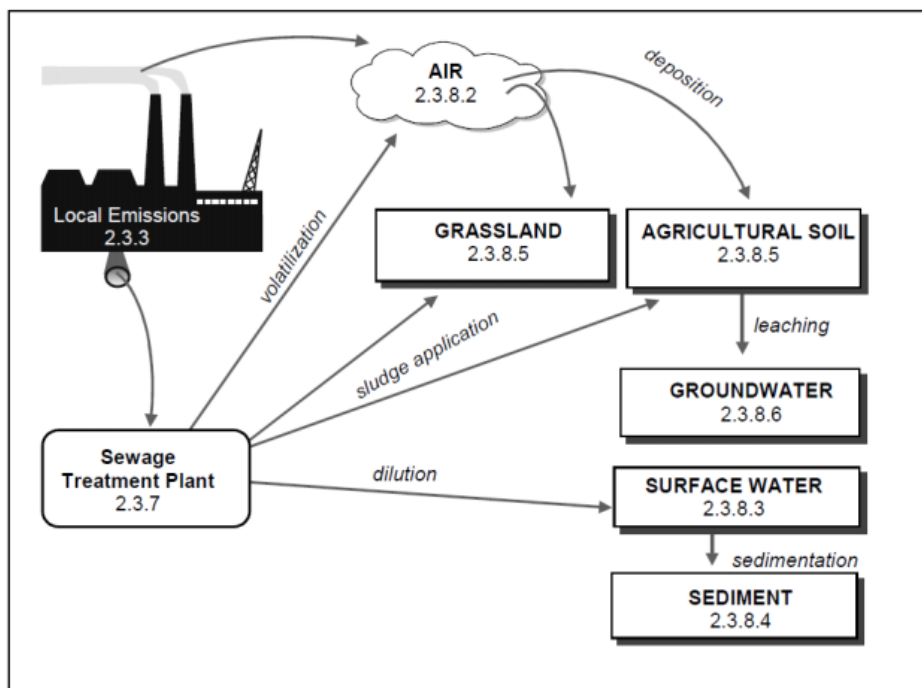 AIR
2.3.8.2
deposition
Local Emissions
2.3.3
volatilization
GRASSLAND
2.3.8.5
AGRICULTURAL SOIL
2.3.8.5
leaching
sludge application
GROUNDWATER
2.3.8.6
Sewage
Treatment Plant
2.3.7
dilution
SURFACE WATER
2.3.8.3
sedimentation
SEDIMENT
2.3.8.4